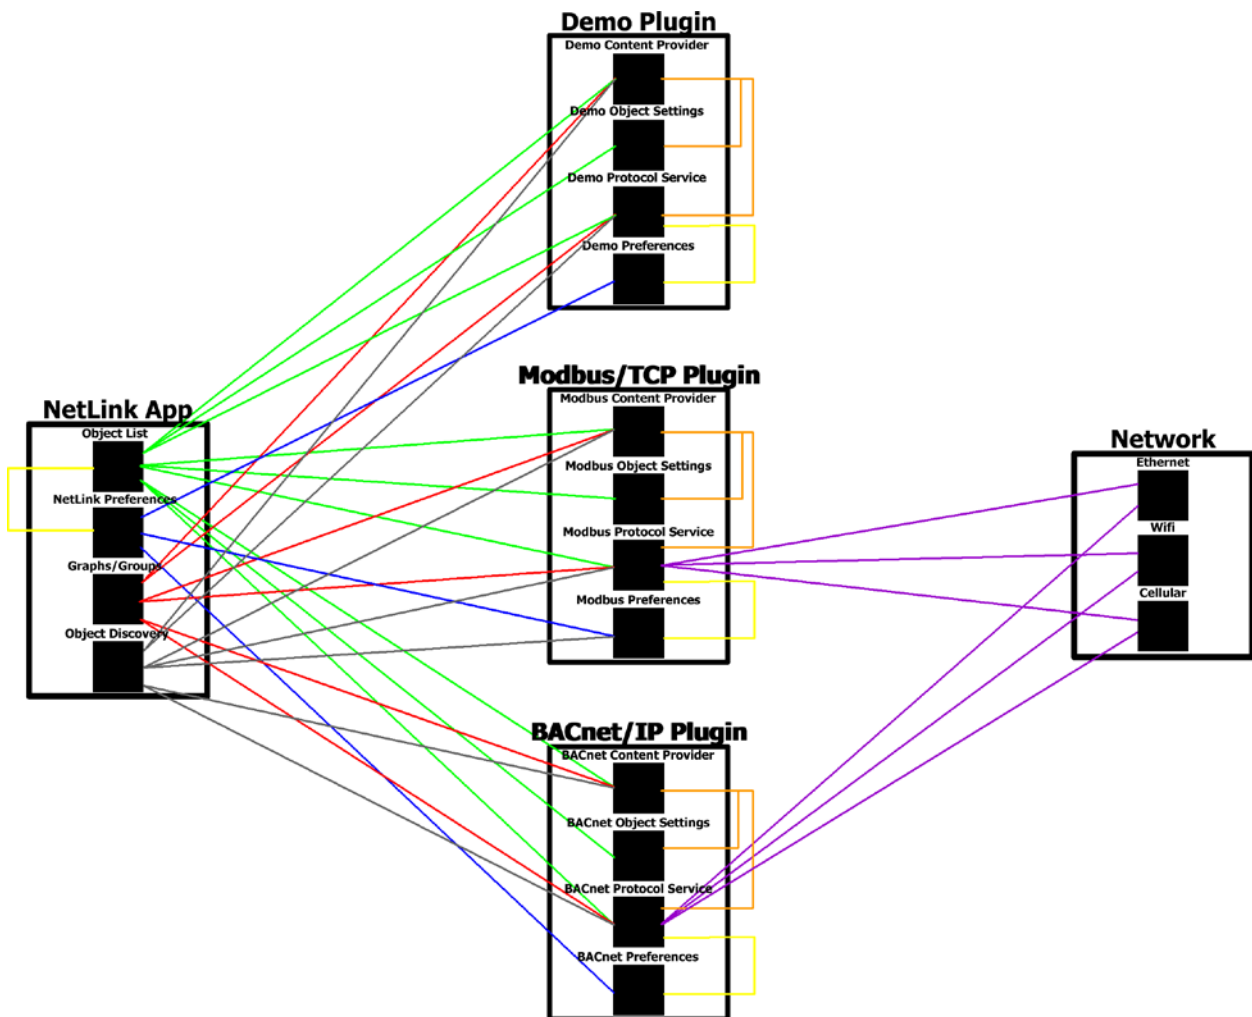 Demo Plugin
Demo Content Provider
Demo Object Settings
Demo Protocol Service
Demo Preferences
Modbus/TCP Plugin
Modbus Content Provider
Modbus Object Settings
Modbus Protocol Service
Modbus Preferences
NetLink App
Object List
NetLink Preferences
Graphs/Groups
Object Discovery
Network
Ethernet
Wifi
Cellular
BACnet/IP Plugin
BACnet Content Provider
BACnet Object Settings
BACnet Protocol Service
BACnet Preferences